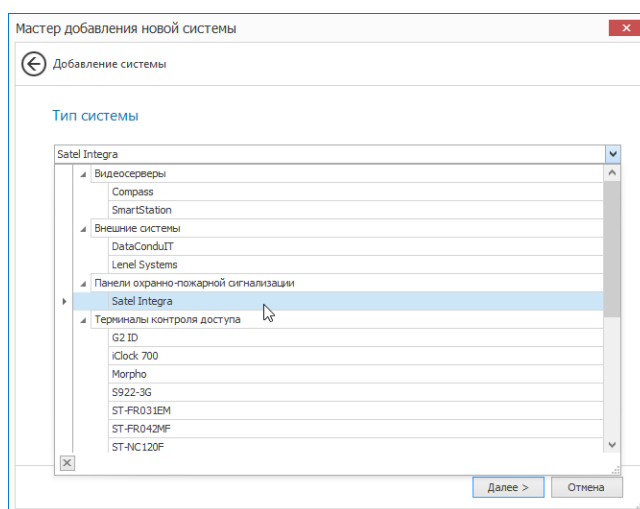 Мастер добавления новой системы
Добавление системы
Тип системы
Satel Integra
Видеосерверы
Compass
SmartStation
Внешние системы
DataConduIT
Lenel Systems
Панели охранно-пожарной сигнализации
Satel Integra
Терминалы контроля доступа
G2 ID
iClock 700
Morpho
S922-3G
ST-FR031EM
ST-FR042MF
ST-NC120F
Далее >
Отмена